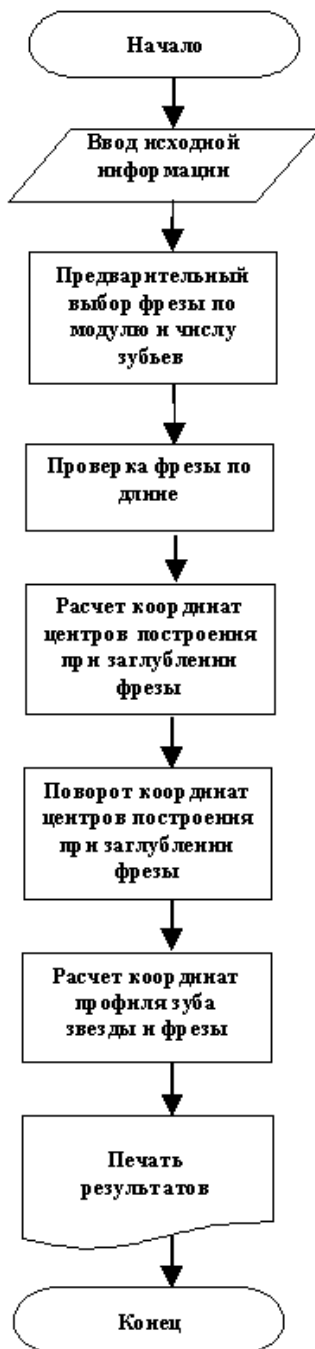 Начало
Ввод исходной
информации
Предварительный
выбор фрезы по
модулю и числу
зубьев
Проверка фрезы по
длине
Расчет координат
центров построения
при заглублении
фрезы
Поворот координат
центров построения
при заглублении
фрезы
Расчет координат
профиля зуба
звезды и фрезы
Печать
результатов
Конец